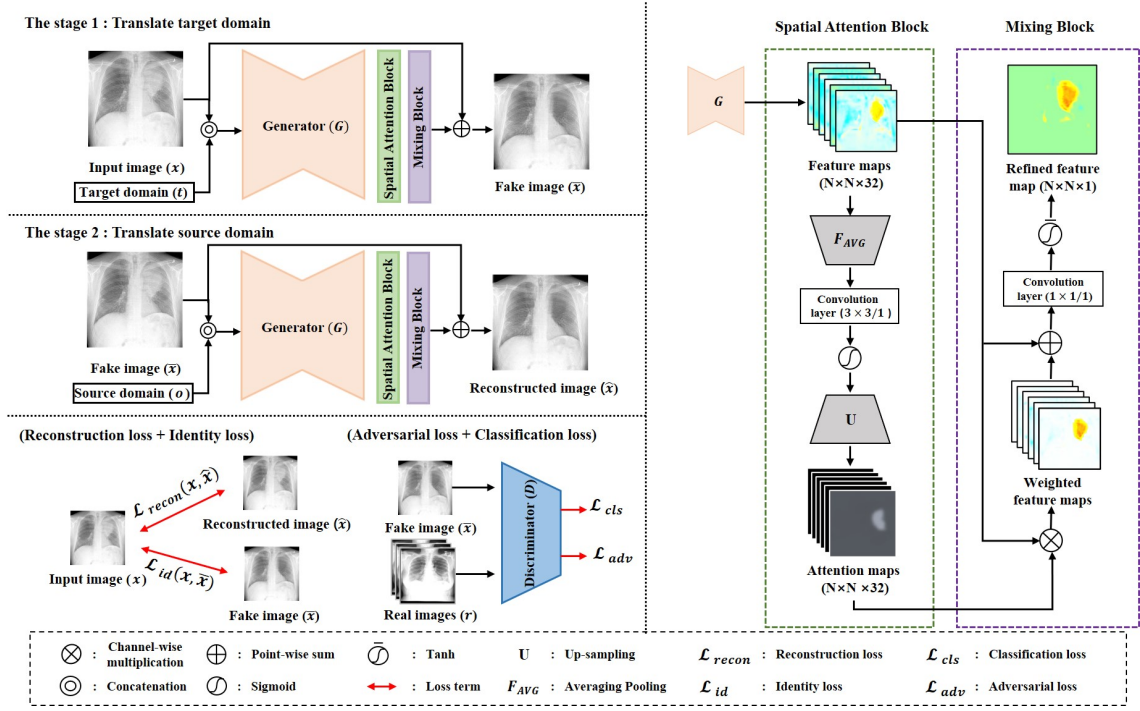 The stage 1 : Translate target domain
Input image (x)
Target domain (t)
Generator (G)
Spatial Attention Block
Mixing Block
Fake image (x̅)
The stage 2 : Translate source domain
Fake image (x̅)
Source domain (o)
Generator (G)
Spatial Attention Block
Mixing Block
Reconstructed image (x̂)
(Reconstruction loss + Identity loss)
ℒ recon(x, x̂)
Reconstructed image (x̂)
Input image (x)
ℒ id(x, x̅)
Fake image (x̅)
(Adversarial loss + Classification loss)
Fake image (x̅)
Real images (r)
Discriminator (D)
ℒ cls
ℒ adv
Spatial Attention Block
G
Feature maps
(N×N×32)
F AVG
Convolution
layer (3 × 3/1 )
U
Attention maps
(N×N ×32)
Mixing Block
Refined feature
map (N×N×1)
Convolution
layer (1 × 1/1)
Weighted
feature maps
: Channel-wise
multiplication
: Point-wise sum
: Tanh
U : Up-sampling
ℒ recon : Reconstruction loss
ℒ cls : Classification loss
: Concatenation
: Sigmoid
: Loss term
F AVG : Averaging Pooling
ℒ id : Identity loss
ℒ adv : Adversarial loss